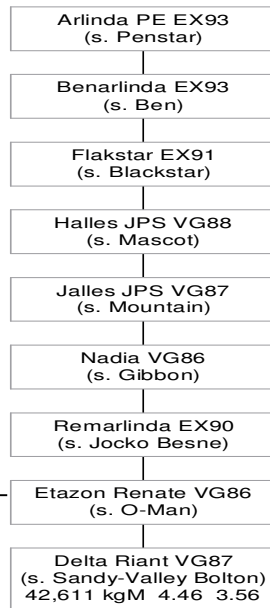 Arlinda PE EX93
(s. Penstar)
Benarlinda EX93
(s. Ben)
Flakstar EX91
(s. Blackstar)
Halles JPS VG88
(s. Mascot)
Jalles JPS VG87
(s. Mountain)
Nadia VG86
(s. Gibbon)
Remarlinda EX90
(s. Jocko Besne)
Etazon Renate VG86
(s. O-Man)
Delta Riant VG87
(s. Sandy-Valley Bolton)
42,611 kgM 4.46 3.56